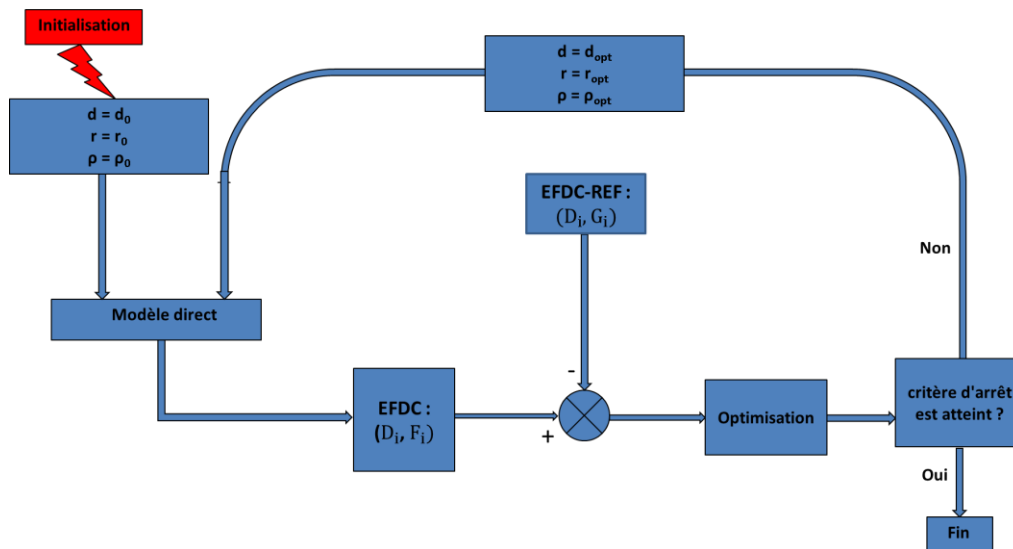 Initialisation
d = d₀
r = r₀
ρ = ρ₀
d = dₒₚₜ
r = rₒₚₜ
ρ = ρₒₚₜ
EFDC-REF :
(Dᵢ, Gᵢ)
Non
Modèle direct
-
EFDC :
(Dᵢ, Fᵢ)
+
Optimisation
critère d'arrêt
est atteint ?
Oui
Fin